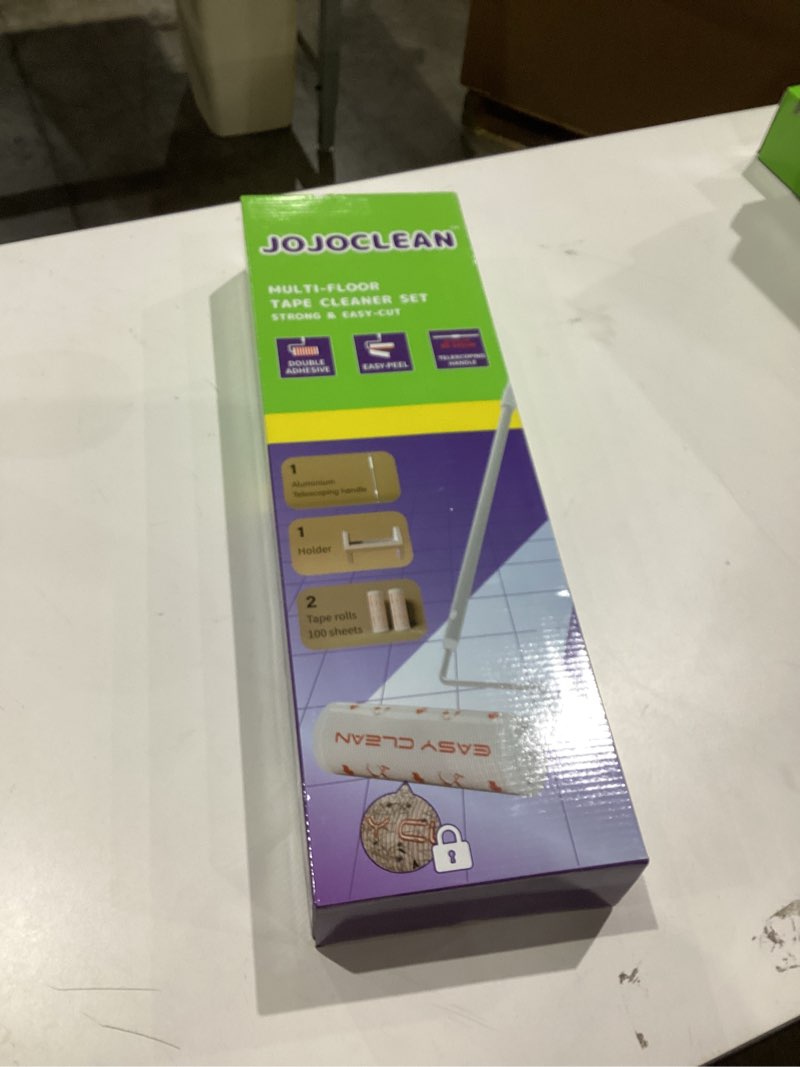 JOJOCLEAN
MULTI-FLOOR
TAPE CLEANER SET
STRONG & EASY-CUT
DOUBLE
ADHESIVE
EASY-PEEL
TELESCOPING
HANDLE
1
Aluminium
Telescoping handle
1
Holder
2
Tape rolls
100 sheets
EASY CLEAN